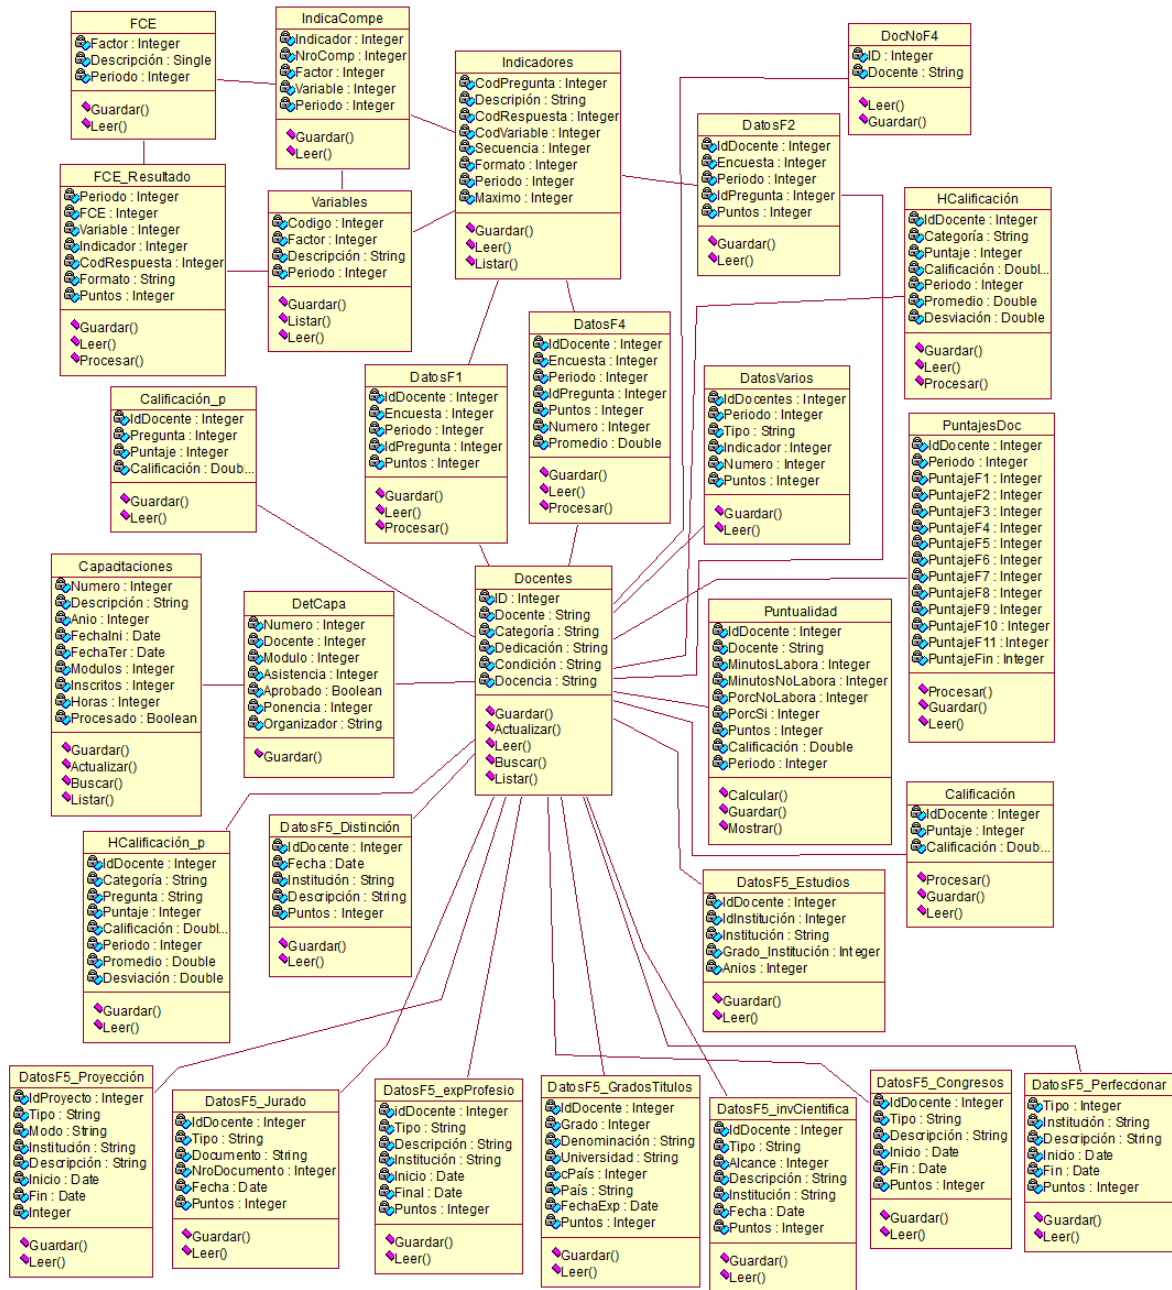 FCE
Factor : Integer
Descripción : Single
Periodo : Integer
Guardar()
Leer()
IndicaCompe
Indicador : Integer
NroComp : Integer
Factor : Integer
Variable : Integer
Periodo : Integer
Guardar()
Leer()
Indicadores
CodPregunta : Integer
Descripión : String
CodRespuesta : Integer
CodVariable : Integer
Secuencia : Integer
Formato : Integer
Periodo : Integer
Maximo : Integer
Guardar()
Leer()
Listar()
DocNoF4
ID : Integer
Docente : String
Leer()
Guardar()
DatosF2
IdDocente : Integer
Encuesta : Integer
Periodo : Integer
IdPregunta : Integer
Puntos : Integer
Guardar()
Leer()
FCE_Resultado
Periodo : Integer
FCE : Integer
Variable : Integer
Indicador : Integer
CodRespuesta : Integer
Formato : String
Puntos : Integer
Guardar()
Leer()
Procesar()
Variables
Codigo : Integer
Factor : Integer
Descripción : String
Periodo : Integer
Guardar()
Listar()
Leer()
HCalificación
IdDocente : Integer
Categoría : String
Puntaje : Integer
Calificación : Doubl...
Periodo : Integer
Promedio : Double
Desviación : Double
Guardar()
Leer()
Procesar()
DatosF4
IdDocente : Integer
Encuesta : Integer
Periodo : Integer
IdPregunta : Integer
Puntos : Integer
Numero : Integer
Promedio : Double
Guardar()
Leer()
Procesar()
DatosF1
IdDocente : Integer
Encuesta : Integer
Periodo : Integer
IdPregunta : Integer
Puntos : Integer
Guardar()
Leer()
Procesar()
DatosVarios
IdDocentes : Integer
Periodo : Integer
Tipo : String
Indicador : Integer
Numero : Integer
Puntos : Integer
Guardar()
Leer()
Calificación_p
IdDocente : Integer
Pregunta : Integer
Puntaje : Integer
Calificación : Doub...
Guardar()
Leer()
PuntajesDoc
IdDocente : Integer
Periodo : Integer
PuntajeF1 : Integer
PuntajeF2 : Integer
PuntajeF3 : Integer
PuntajeF4 : Integer
PuntajeF5 : Integer
PuntajeF6 : Integer
PuntajeF7 : Integer
PuntajeF8 : Integer
PuntajeF9 : Integer
PuntajeF10 : Integer
PuntajeF11 : Integer
PuntajeFin : Integer
Procesar()
Guardar()
Leer()
Capacitaciones
Numero : Integer
Descripción : String
Anio : Integer
FechaIni : Date
FechaTer : Date
Modulos : Integer
Inscritos : Integer
Horas : Integer
Procesado : Boolean
Guardar()
Actualizar()
Buscar()
Listar()
DetCapa
Numero : Integer
Docente : Integer
Modulo : Integer
Asistencia : Integer
Aprobado : Boolean
Ponencia : Integer
Organizador : String
Guardar()
Docentes
ID : Integer
Docente : String
Categoría : String
Dedicación : String
Condición : String
Docencia : String
Guardar()
Actualizar()
Leer()
Buscar()
Listar()
Puntualidad
IdDocente : Integer
Docente : String
MinutosLabora : Integer
MinutosNoLabora : Integer
PorcNoLabora : Integer
PorcSi : Integer
Puntos : Integer
Calificación : Double
Periodo : Integer
Calcular()
Guardar()
Mostrar()
Calificación
IdDocente : Integer
Puntaje : Integer
Calificación : Doub...
Procesar()
Guardar()
Leer()
HCalificación_p
IdDocente : Integer
Categoría : String
Pregunta : String
Puntaje : Integer
Calificación : Doubl...
Periodo : Integer
Promedio : Double
Desviación : Double
Guardar()
Leer()
DatosF5_Distinción
IdDocente : Integer
Fecha : Date
Institución : String
Descripción : String
Puntos : Integer
Guardar()
Leer()
DatosF5_Estudios
IdDocente : Integer
IdInstitución : Integer
Institución : String
Grado_Institución : Integer
Anios : Integer
Guardar()
Leer()
DatosF5_Proyección
IdProyecto : Integer
Tipo : String
Modo : String
Institución : String
Descripción : String
Inicio : Date
Fin : Date
Integer
Guardar()
Leer()
DatosF5_Jurado
IdDocente : Integer
Tipo : String
Documento : String
NroDocumento : Integer
Fecha : Date
Puntos : Integer
Guardar()
Leer()
DatosF5_expProfesio
idDocente : Integer
Tipo : String
Descripción : String
Institución : String
Inicio : Date
Final : Date
Puntos : Integer
Guardar()
Leer()
DatosF5_GradosTitulos
IdDocente : Integer
Grado : Integer
Denominación : String
Universidad : String
cPaís : Integer
País : String
FechaExp : Date
Puntos : Integer
Guardar()
Leer()
DatosF5_invCientifica
IdDocente : Integer
Tipo : String
Alcance : Integer
Descripción : String
Institución : String
Fecha : Date
Puntos : Integer
Guardar()
Leer()
DatosF5_Congresos
IdDocente : Integer
Tipo : String
Descripción : String
Inicio : Date
Fin : Date
Puntos : Integer
Guardar()
Leer()
DatosF5_Perfeccionar
Tipo : Integer
Institución : String
Descripción : String
Inicio : Date
Fin : Date
Puntos : Integer
Guardar()
Leer()